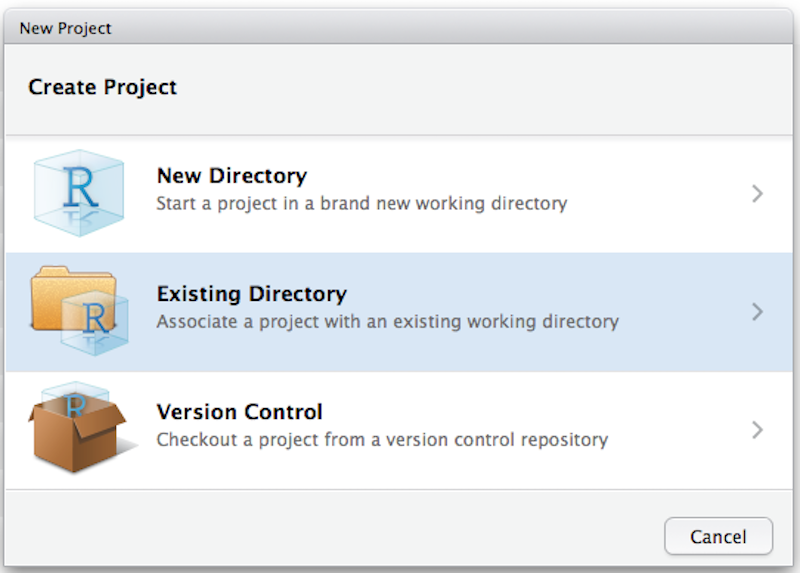 New Project
Create Project
R
New Directory
Start a project in a brand new working directory
R
Existing Directory
Associate a project with an existing working directory
R
Version Control
Checkout a project from a version control repository
Cancel